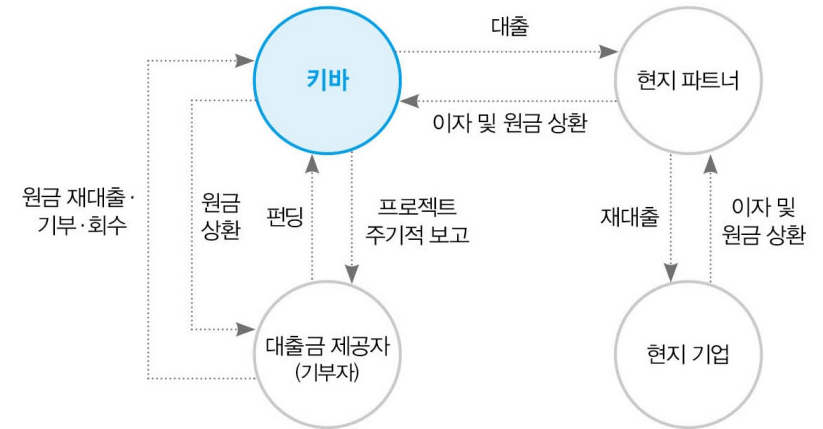 대출
키바
현지 파트너
이자 및 원금 상환
원금 재대출·
기부·회수
원금
상환
펀딩
프로젝트
주기적 보고
재대출
이자 및
원금 상환
대출금 제공자
(기부자)
현지 기업